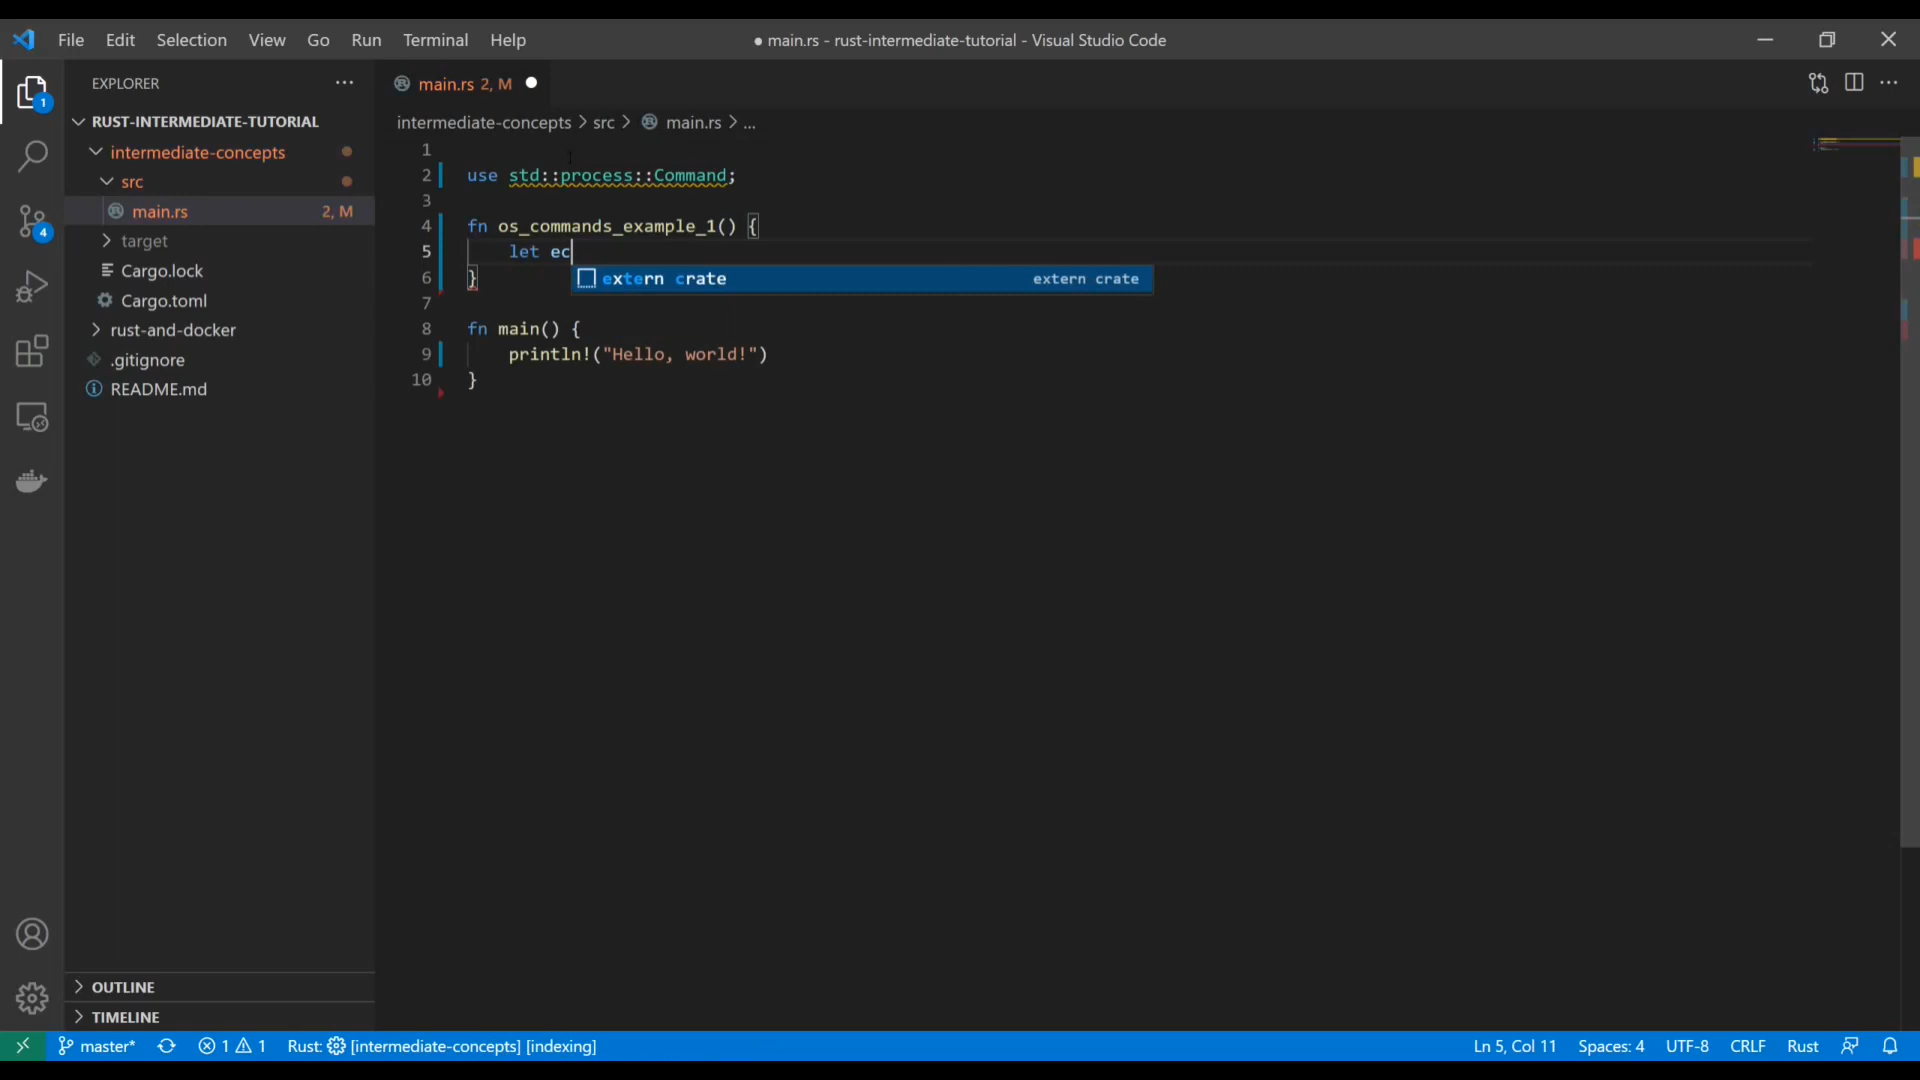 File Edit Selection View Go Run Terminal Help
● main.rs - rust-intermediate-tutorial - Visual Studio Code
EXPLORER
main.rs 2, M
1
RUST-INTERMEDIATE-TUTORIAL
intermediate-concepts
src
main.rs 2, M
target
Cargo.lock
Cargo.toml
rust-and-docker
.gitignore
README.md
4
intermediate-concepts > src > main.rs > ...
1
2 use std::process::Command;
3
4 fn os_commands_example_1() {
5 let ec
6 }
extern crate extern crate
7
8 fn main() {
9 println!("Hello, world!")
10 }
OUTLINE
TIMELINE
master* 1 1 Rust: [intermediate-concepts] [indexing] Ln 5, Col 11 Spaces: 4 UTF-8 CRLF Rust